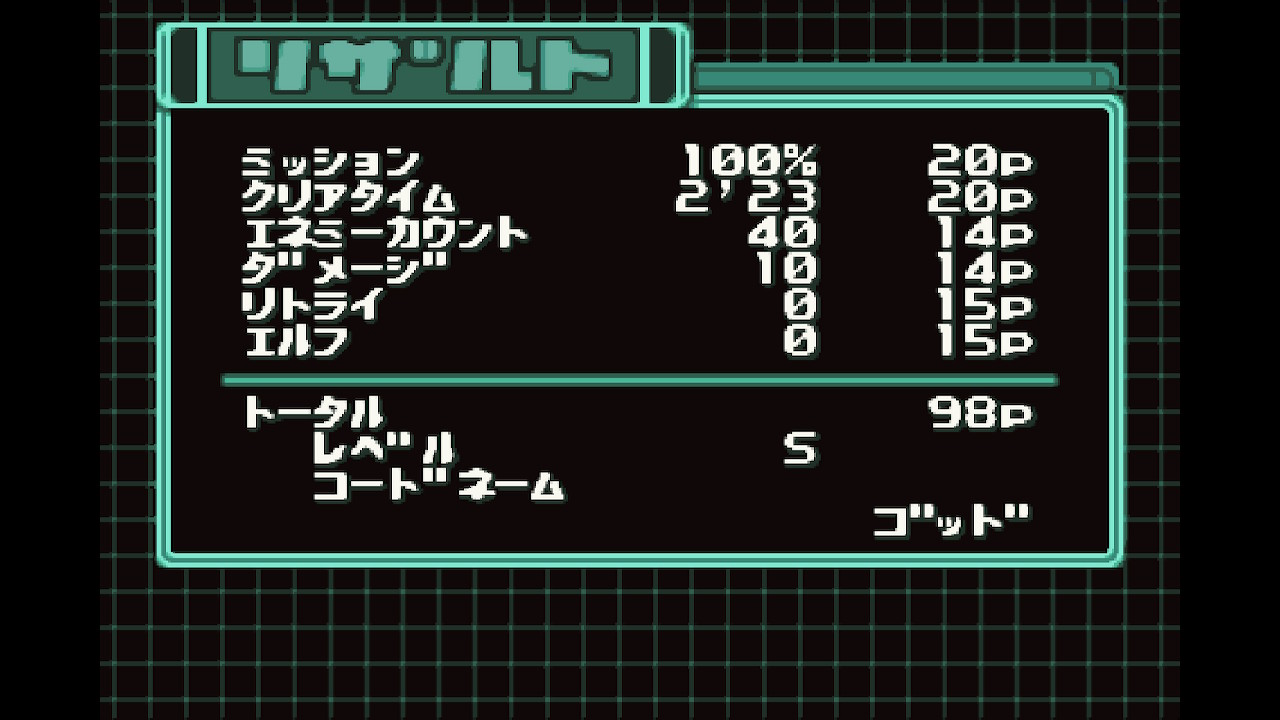 リザルト
ミッション 100% 20p
クリアタイム 2'23 20p
エネミーカウント 40 14p
ダメージ 10 14p
リトライ 0 15p
エルフ 0 15p
トータル 98p
レベル S
コードネーム
ゴッド